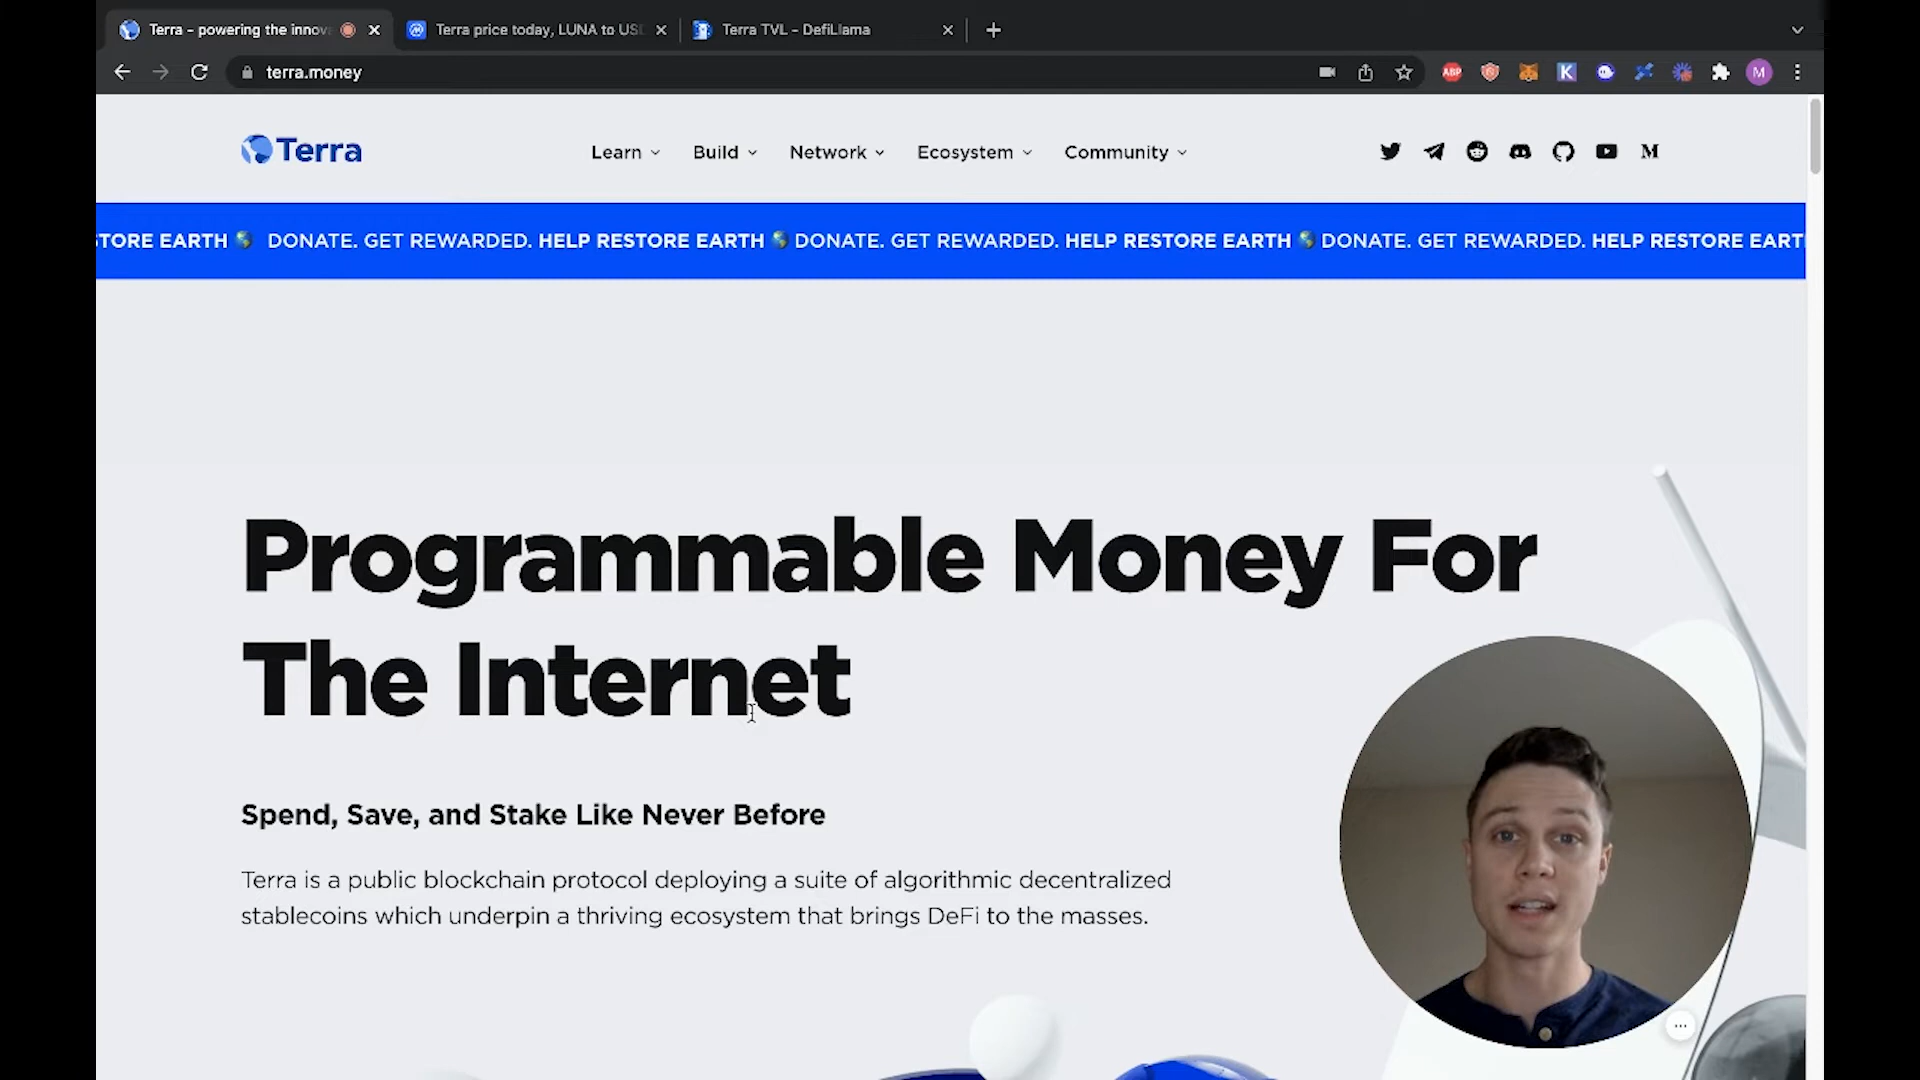 Terra - powering the innov
Terra price today, LUNA to USD
Terra TVL - DefiLlama
terra.money
ABP
K
M
Terra
Learn
Build
Network
Ecosystem
Community
M
STORE EARTH DONATE. GET REWARDED. HELP RESTORE EARTH DONATE. GET REWARDED. HELP RESTORE EARTH DONATE. GET REWARDED. HELP RESTORE EART
Programmable Money For
The Internet
Spend, Save, and Stake Like Never Before
Terra is a public blockchain protocol deploying a suite of algorithmic decentralized
stablecoins which underpin a thriving ecosystem that brings DeFi to the masses.